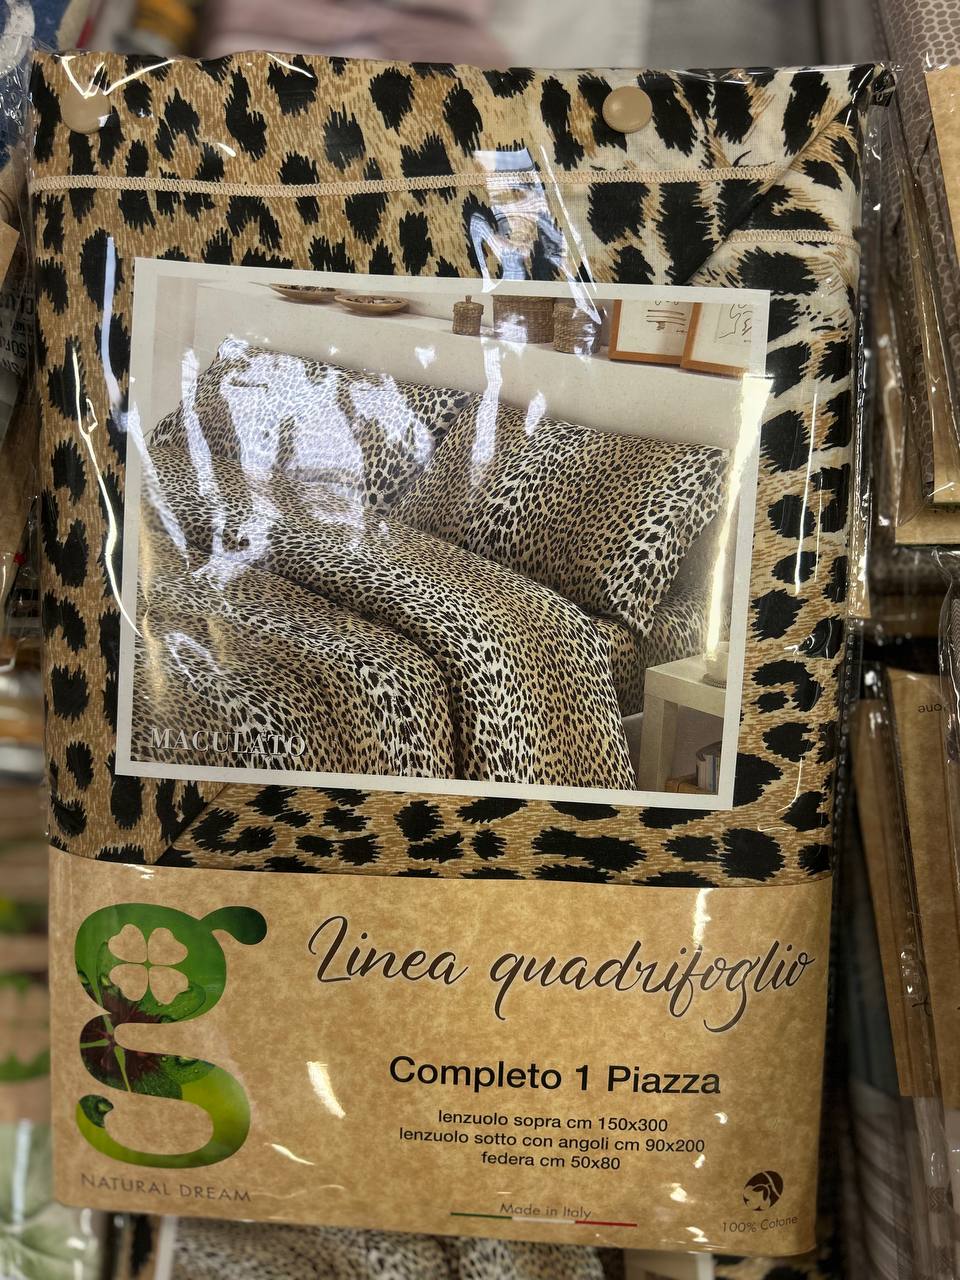 MACULATO
Linea quadrifoglio
Completo 1 Piazza
lenzuolo sopra cm 150x300
lenzuolo sotto con angoli cm 90x200
federa cm 50x80
g
NATURAL DREAM
Made in Italy
100% Cotone